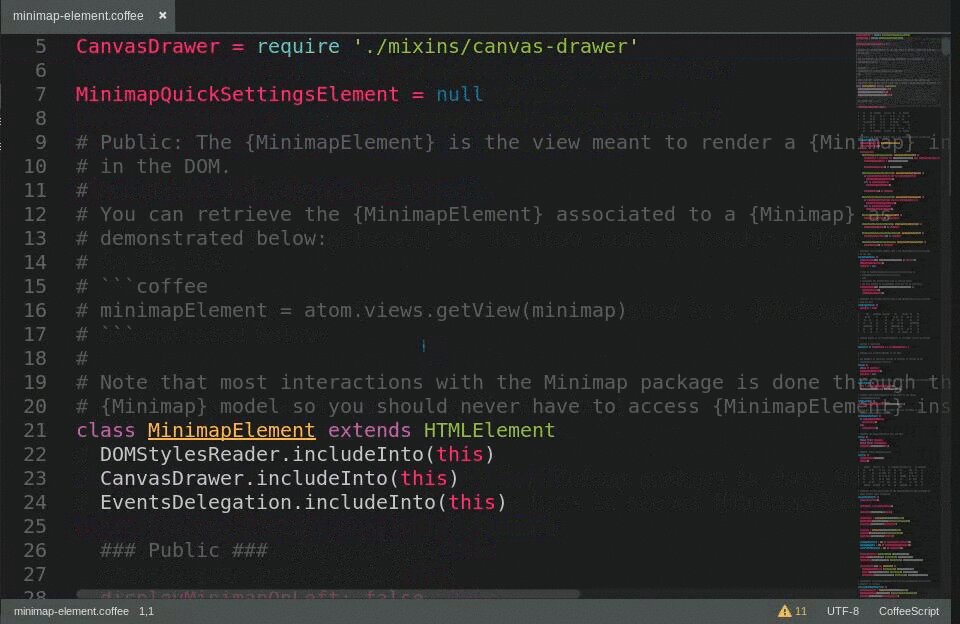 minimap-element.coffee ×
5 CanvasDrawer = require './mixins/canvas-drawer'
6
7 MinimapQuickSettingsElement = null
8
9 # Public: The {MinimapElement} is the view meant to render a {Minimap} in
10 # in the DOM.
11 #
12 # You can retrieve the {MinimapElement} associated to a {Minimap}
13 # demonstrated below:
14 #
15 # ```coffee
16 # minimapElement = atom.views.getView(minimap)
17 # ```
18 #
19 # Note that most interactions with the Minimap package is done through th
20 # {Minimap} model so you should never have to access {MinimapElement} ins
21 class MinimapElement extends HTMLElement
22 DOMStylesReader.includeInto(this)
23 CanvasDrawer.includeInto(this)
24 EventsDelegation.includeInto(this)
25
26 ### Public ###
27
28 displayMinimapOnLeft: false
ATTACH
CONTENT
minimap-element.coffee 1,1 11 UTF-8 CoffeeScript